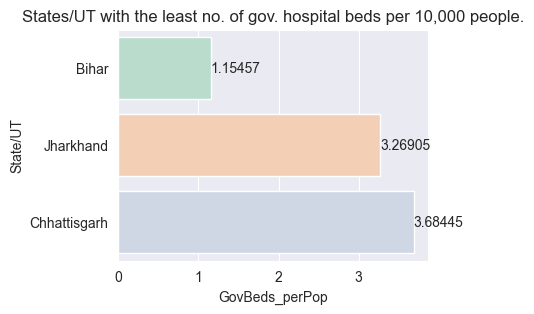 States/UT with the least no. of gov. hospital beds per 10,000 people.
Bihar
1.15457
Jharkhand
3.26905
Chhattisgarh
3.68445
State/UT
0 1 2 3
GovBeds_perPop